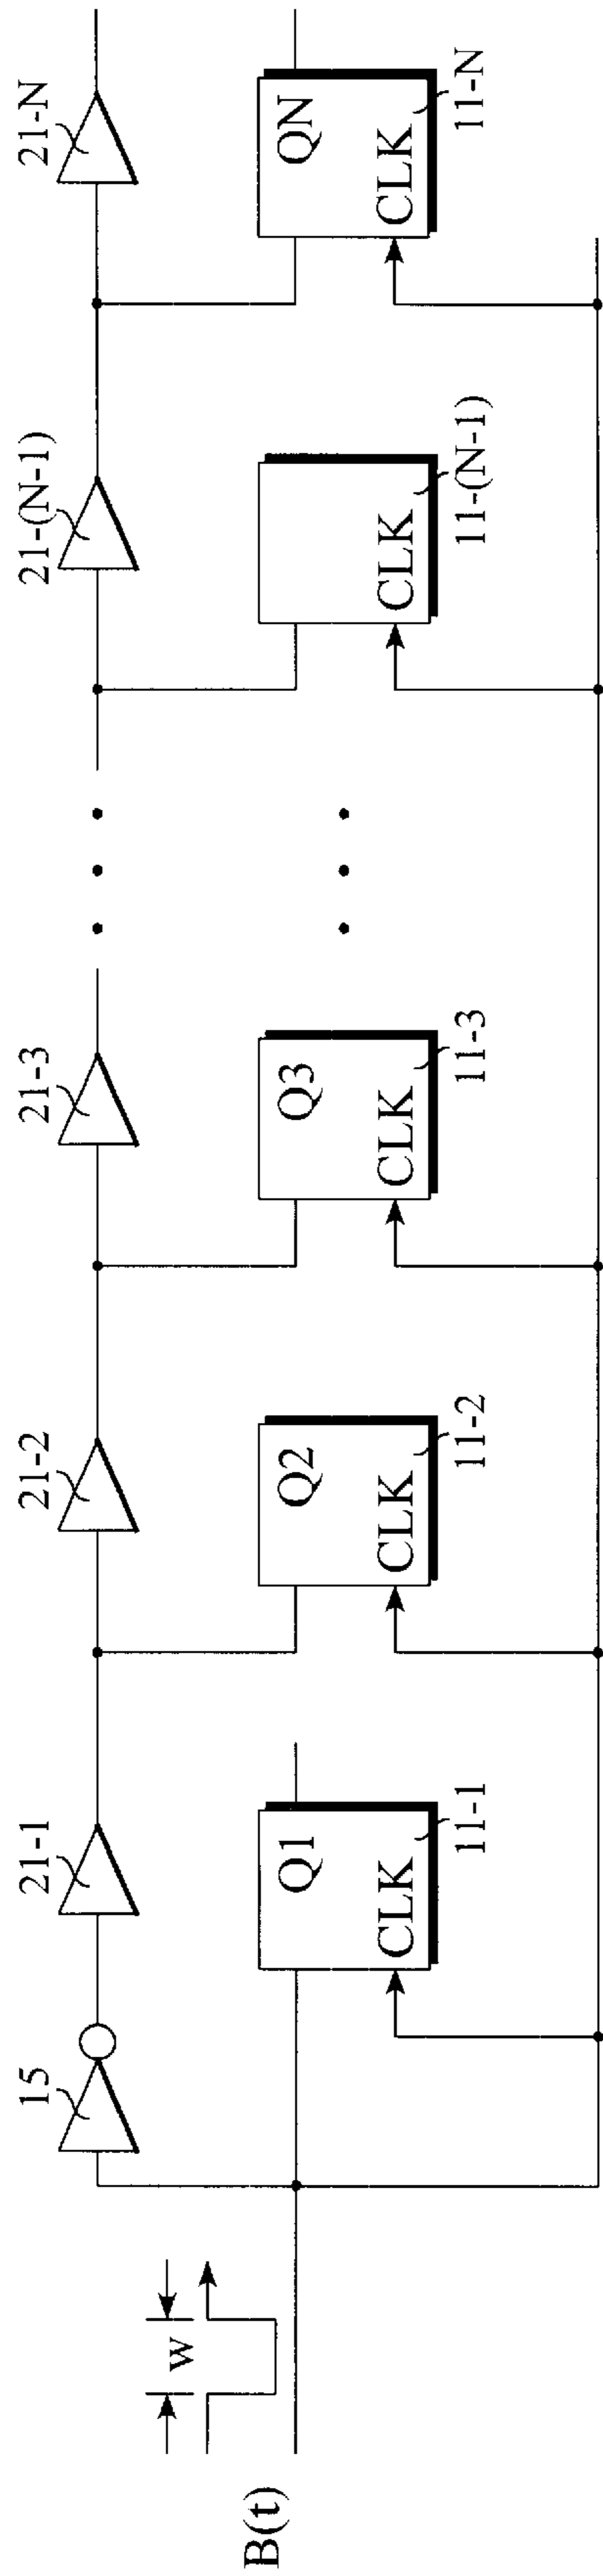 B(t)
W
15
21-1
21-2
21-3
21-(N-1)
21-N
Q1
CLK
11-1
Q2
CLK
11-2
Q3
CLK
11-3
CLK
11-(N-1)
QN
CLK
11-N